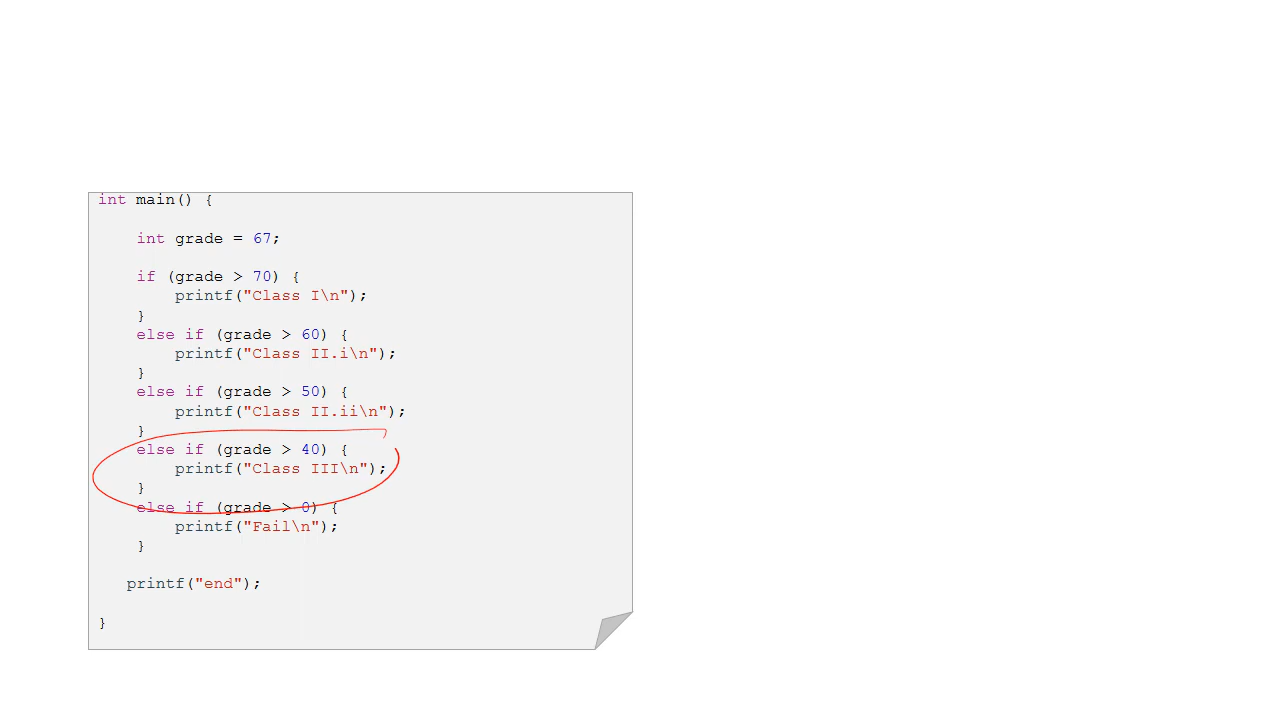 int main() {
int grade = 67;
if (grade > 70) {
printf("Class I\n");
}
else if (grade > 60) {
printf("Class II.i\n");
}
else if (grade > 50) {
printf("Class II.ii\n");
}
else if (grade > 40) {
printf("Class III\n");
}
else if (grade > 0) {
printf("Fail\n");
}
printf("end");
}